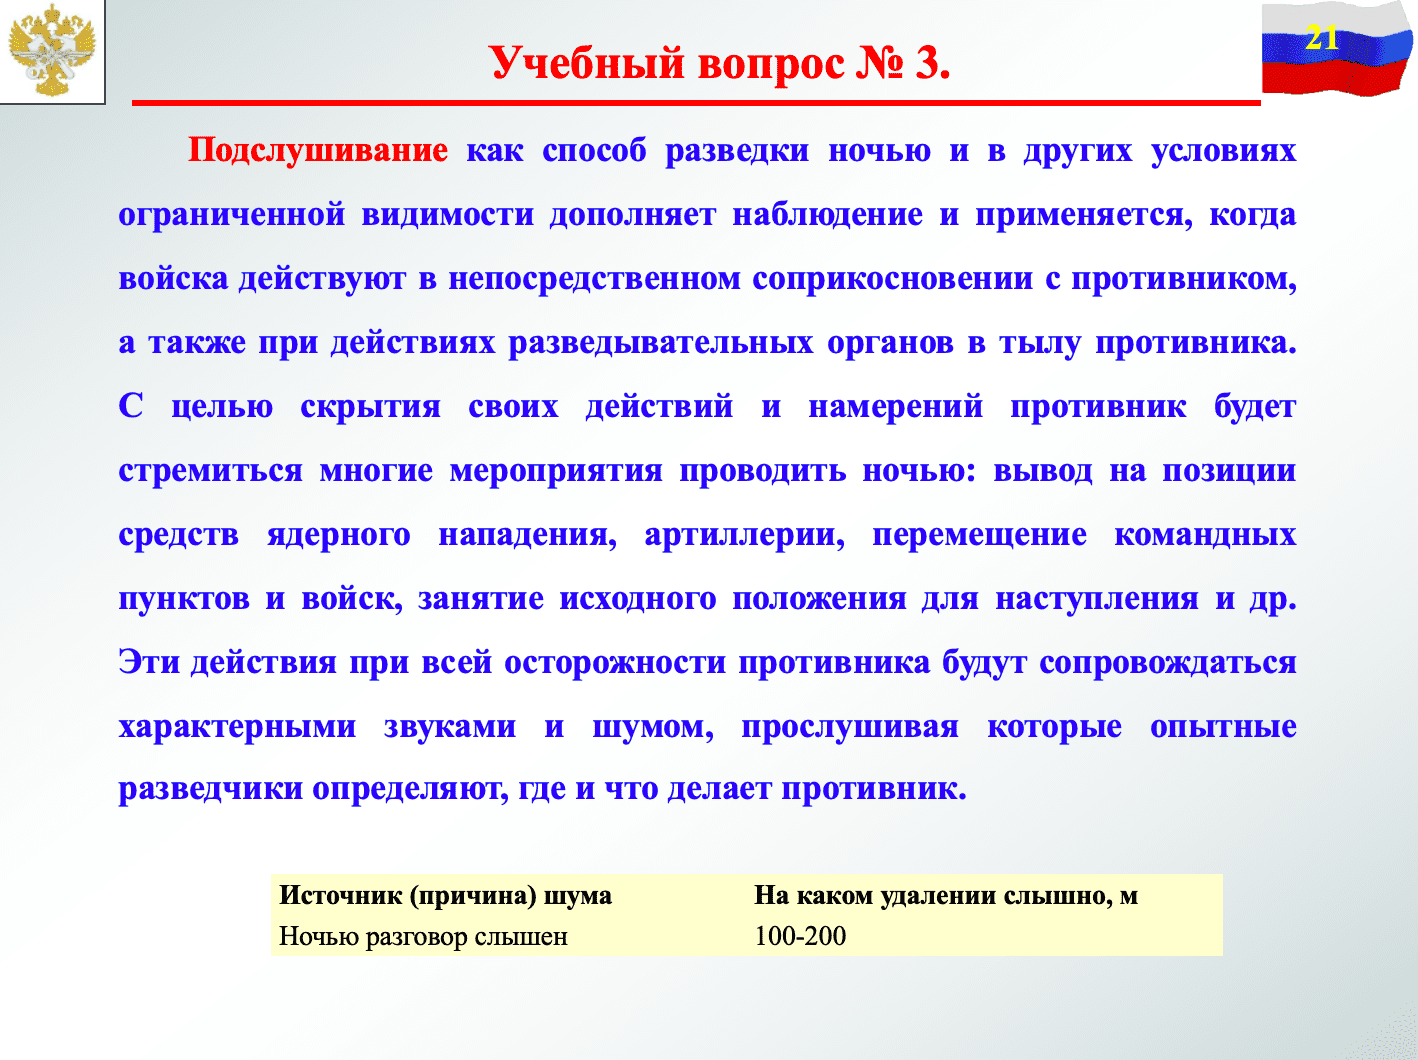 21
Учебный вопрос № 3.
Подслушивание как способ разведки ночью и в других условиях
ограниченной видимости дополняет наблюдение и применяется, когда
войска действуют в непосредственном соприкосновении с противником,
а также при действиях разведывательных органов в тылу противника.
С целью скрытия своих действий и намерений противник будет
стремиться многие мероприятия проводить ночью: вывод на позиции
средств ядерного нападения, артиллерии, перемещение командных
пунктов и войск, занятие исходного положения для наступления и др.
Эти действия при всей осторожности противника будут сопровождаться
характерными звуками и шумом, прослушивая которые опытные
разведчики определяют, где и что делает противник.
Источник (причина) шума На каком удалении слышно, м
Ночью разговор слышен 100-200